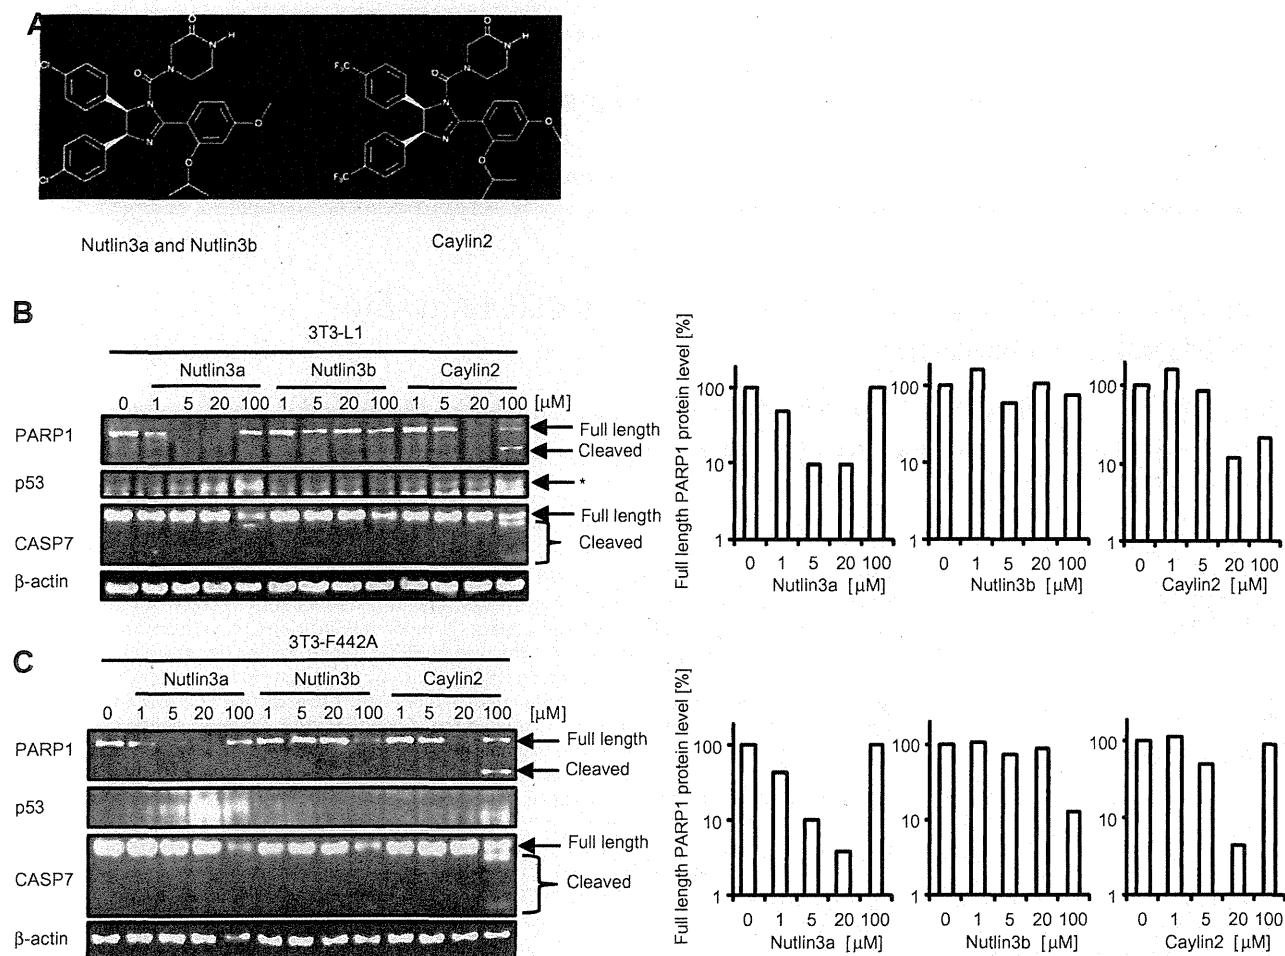 A
O
N
H
O
N
Cl
N
N
O
O
Cl
O
N
H
O
N
F₃C
N
N
O
O
F₃C
Nutlin3a and Nutlin3b
Caylin2
B
3T3-L1
Nutlin3a Nutlin3b Caylin2
0 1 5 20 100 1 5 20 100 1 5 20 100 [µM]
PARP1
Full length
Cleaved
p53
*
CASP7
Full length
Cleaved
β-actin
Full length PARP1 protein level [%]
100
10
1
0 1 5 20 100
Nutlin3a [µM]
100
10
1
0 1 5 20 100
Nutlin3b [µM]
100
10
1
0 1 5 20 100
Caylin2 [µM]
C
3T3-F442A
Nutlin3a Nutlin3b Caylin2
0 1 5 20 100 1 5 20 100 1 5 20 100 [µM]
PARP1
Full length
Cleaved
p53
CASP7
Full length
Cleaved
β-actin
Full length PARP1 protein level [%]
100
10
1
0 1 5 20 100
Nutlin3a [µM]
100
10
1
0 1 5 20 100
Nutlin3b [µM]
100
10
1
0 1 5 20 100
Caylin2 [µM]